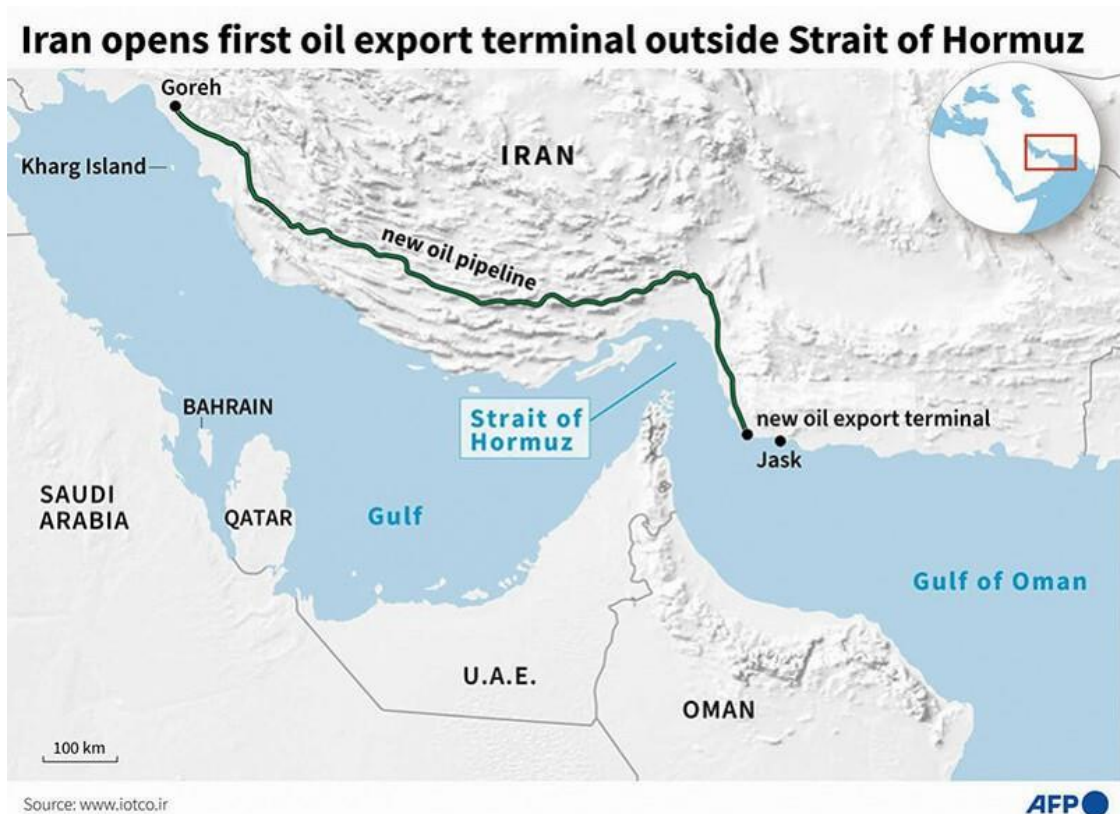 Iran opens first oil export terminal outside Strait of Hormuz
Goreh
Kharg Island
IRAN
new oil pipeline
BAHRAIN
Strait of
Hormuz
new oil export terminal
Jask
SAUDI
ARABIA
QATAR
Gulf
Gulf of Oman
U.A.E.
OMAN
100 km
Source: www.iotco.ir
AFP